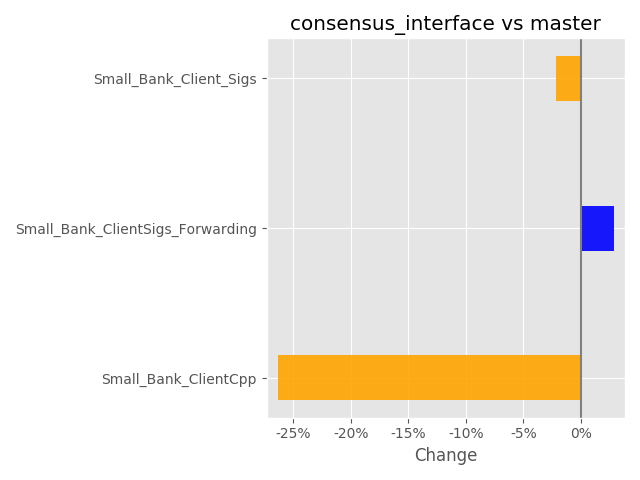 consensus_interface vs master
Small_Bank_Client_Sigs
Small_Bank_ClientSigs_Forwarding
Small_Bank_ClientCpp
-25% -20% -15% -10% -5% 0%
Change